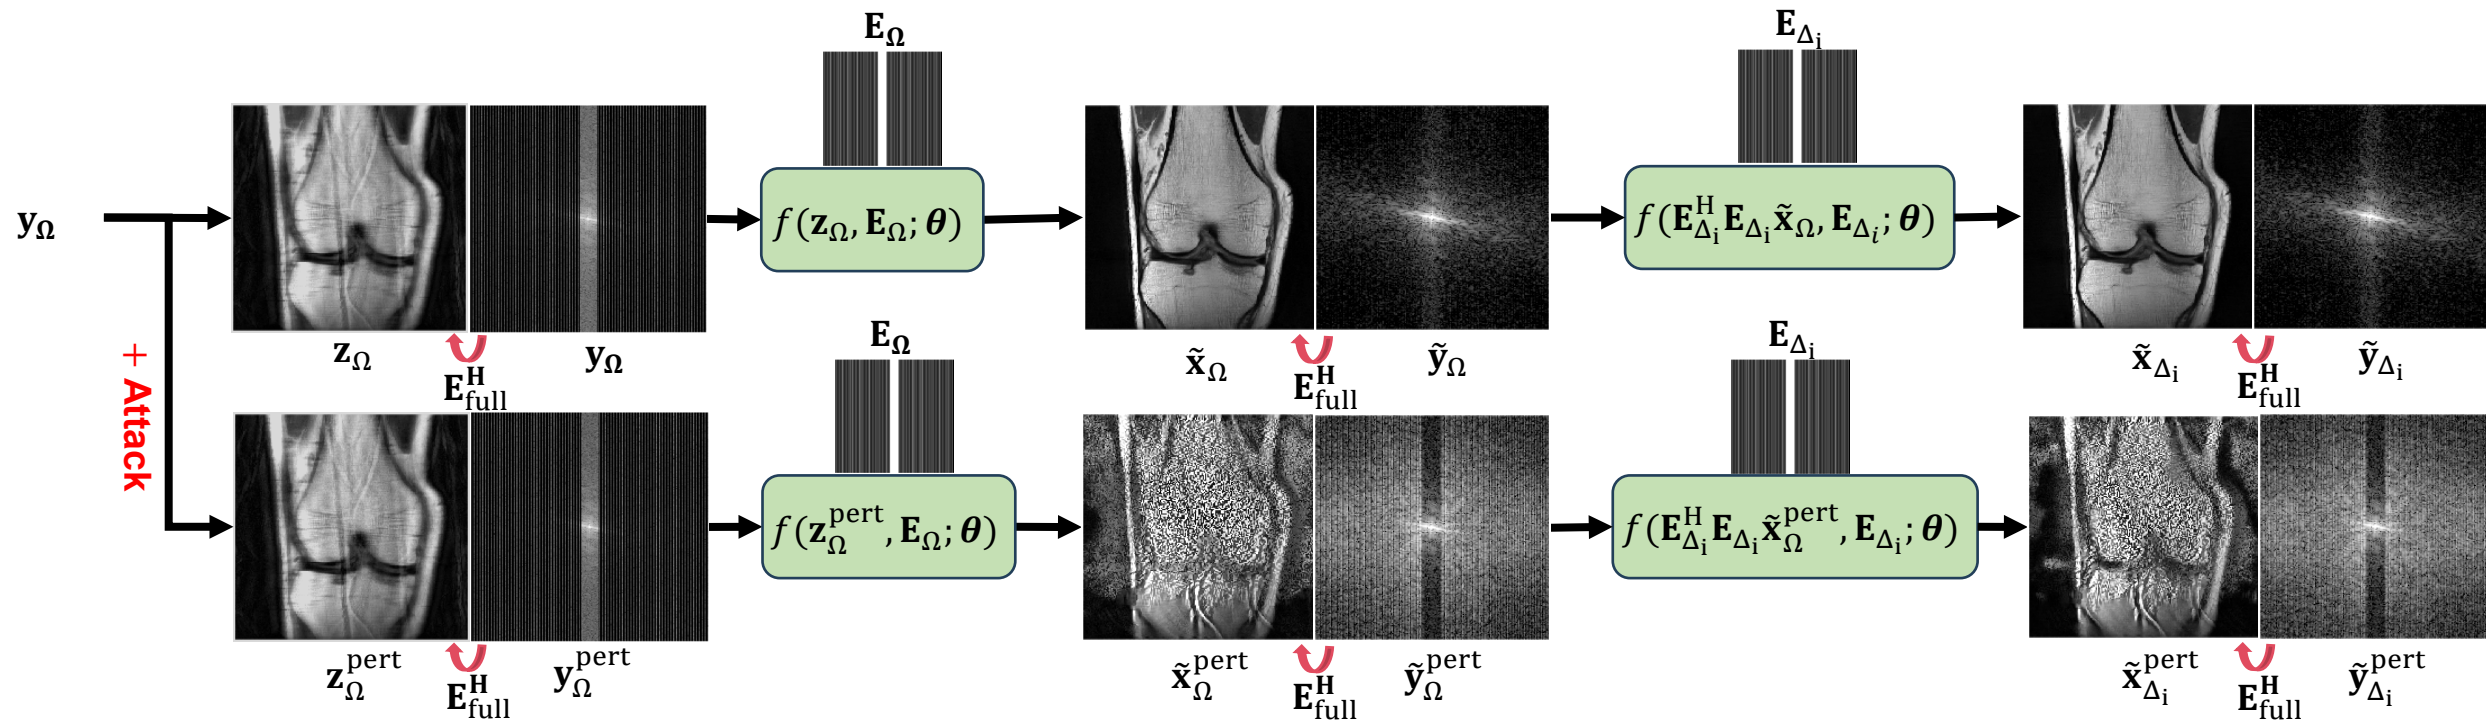 E_Ω
E_Δi
y_Ω
f(z_Ω, E_Ω; θ)
f(E^H_Δi E_Δi x̃_Ω, E_Δi; θ)
z_Ω
y_Ω
x̃_Ω
ỹ_Ω
x̃_Δi
ỹ_Δi
E^H_full
E^H_full
E^H_full
+ Attack
E_Ω
E_Δi
f(z^pert_Ω, E_Ω; θ)
f(E^H_Δi E_Δi x̃^pert_Ω, E_Δi; θ)
z^pert_Ω
y^pert_Ω
x̃^pert_Ω
ỹ^pert_Ω
x̃^pert_Δi
ỹ^pert_Δi
E^H_full
E^H_full
E^H_full